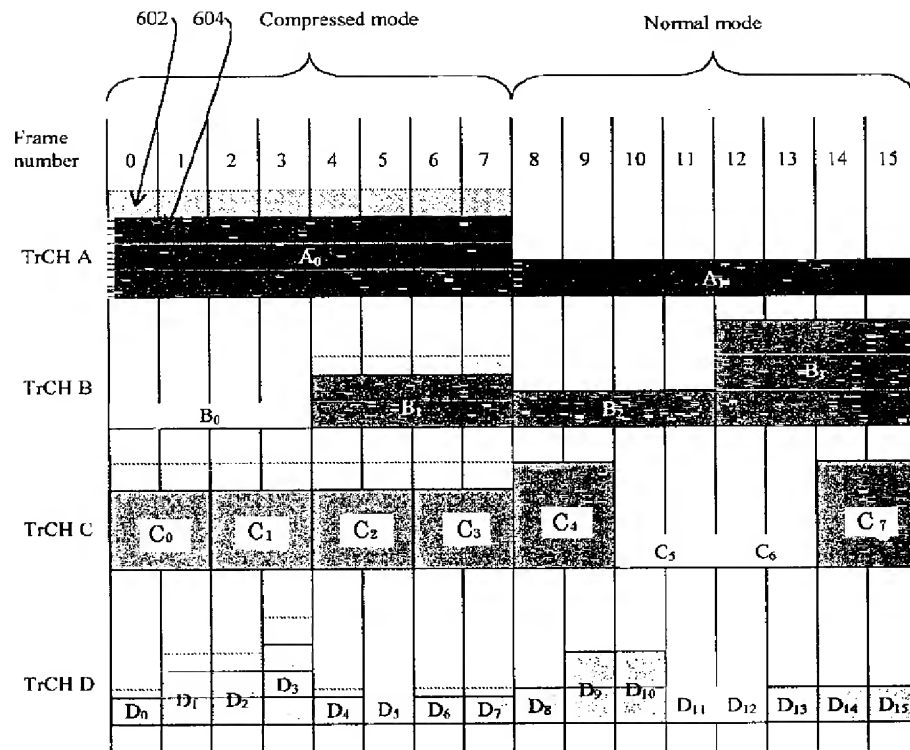 602 604 Compressed mode Normal mode
Frame number 0 1 2 3 4 5 6 7 8 9 10 11 12 13 14 15
TrCH A A₀
TrCH B B₀ B₁ B₂ B₃
TrCH C C₀ C₁ C₂ C₃ C₄ C₅ C₆ C₇
TrCH D D₀ D₁ D₂ D₃ D₄ D₅ D₆ D₇ D₈ D₉ D₁₀ D₁₁ D₁₂ D₁₃ D₁₄ D₁₅